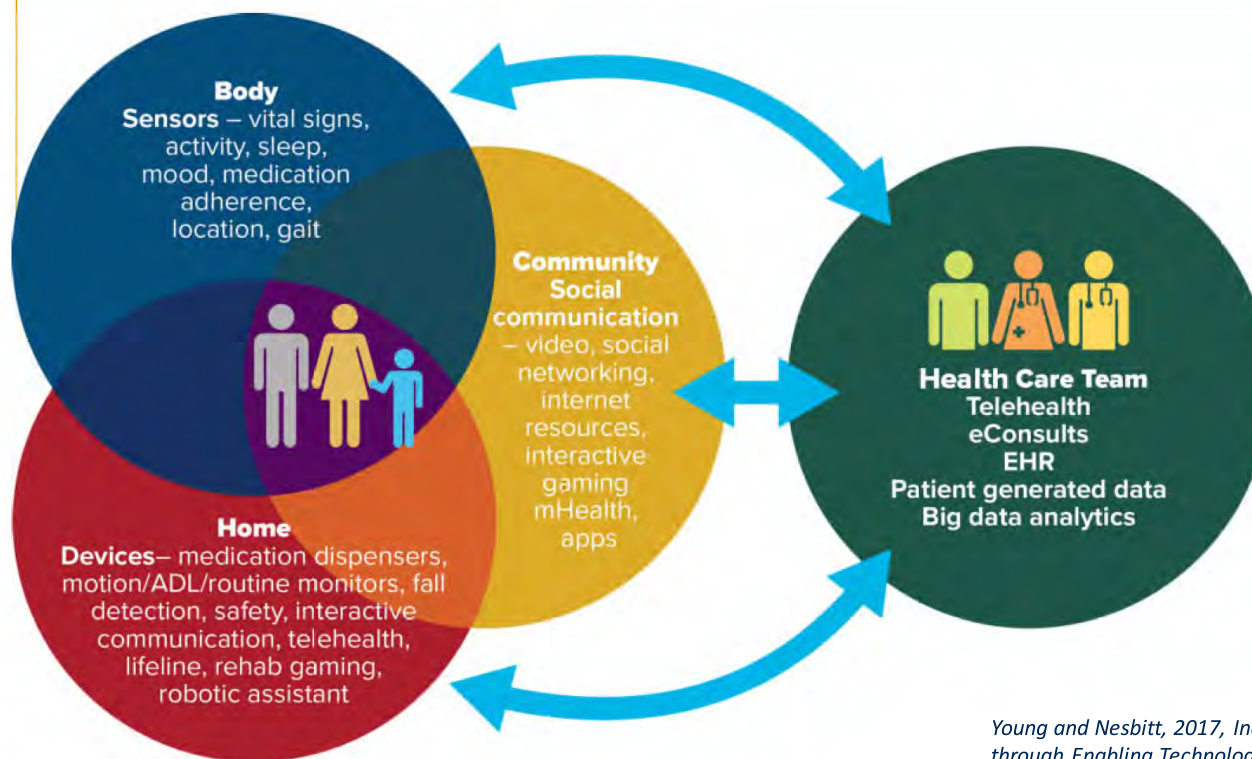 Body
Sensors – vital signs,
activity, sleep,
mood, medication
adherence,
location, gait
Community
Social
communication
– video, social
networking,
internet
resources,
interactive
gaming
mHealth,
apps
Home
Devices– medication dispensers,
motion/ADL/routine monitors, fall
detection, safety, interactive
communication, telehealth,
lifeline, rehab gaming,
robotic assistant
Health Care Team
Telehealth
eConsults
EHR
Patient generated data
Big data analytics
Young and Nesbitt, 2017,
through Enabling